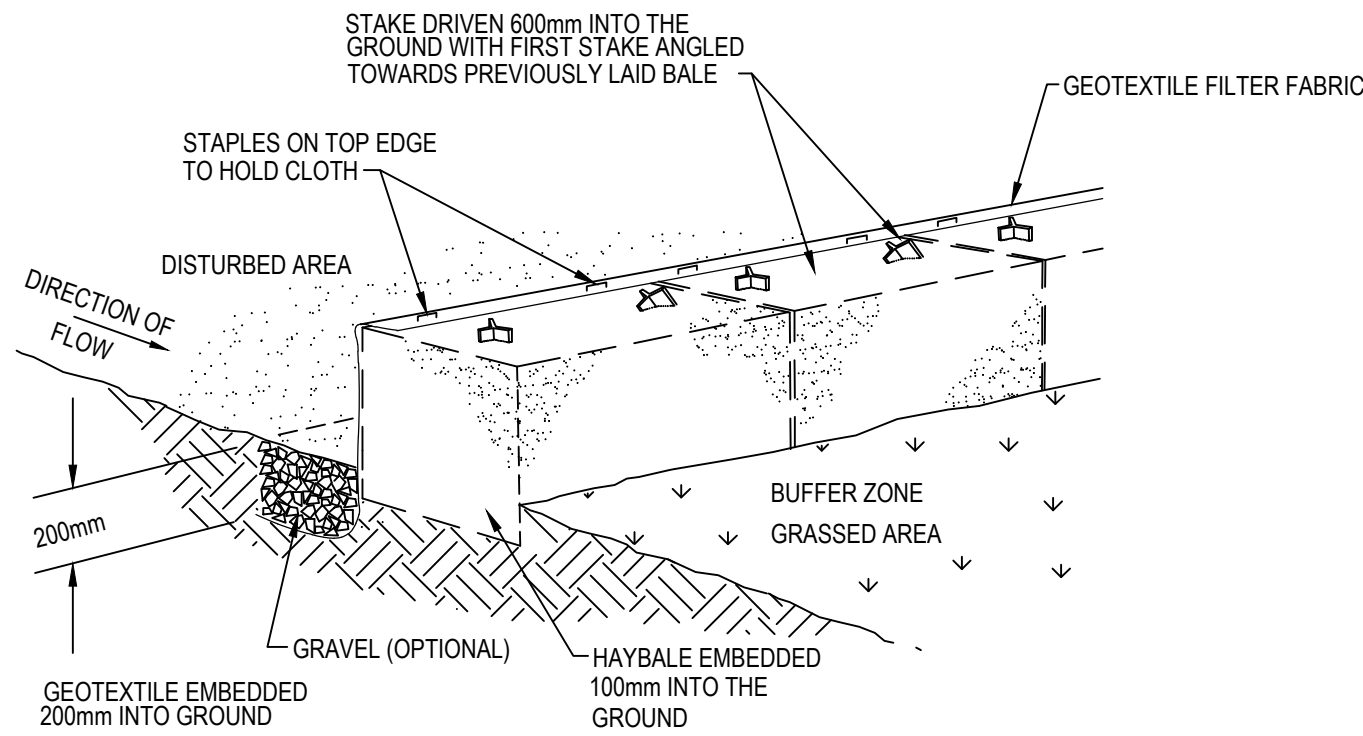 STAKE DRIVEN 600mm INTO THE
GROUND WITH FIRST STAKE ANGLED
TOWARDS PREVIOUSLY LAID BALE
GEOTEXTILE FILTER FABRIC
STAPLES ON TOP EDGE
TO HOLD CLOTH
DISTURBED AREA
DIRECTION OF
FLOW
BUFFER ZONE
GRASSED AREA
200mm
GRAVEL (OPTIONAL)
HAYBALE EMBEDDED
100mm INTO THE
GROUND
GEOTEXTILE EMBEDDED
200mm INTO GROUND